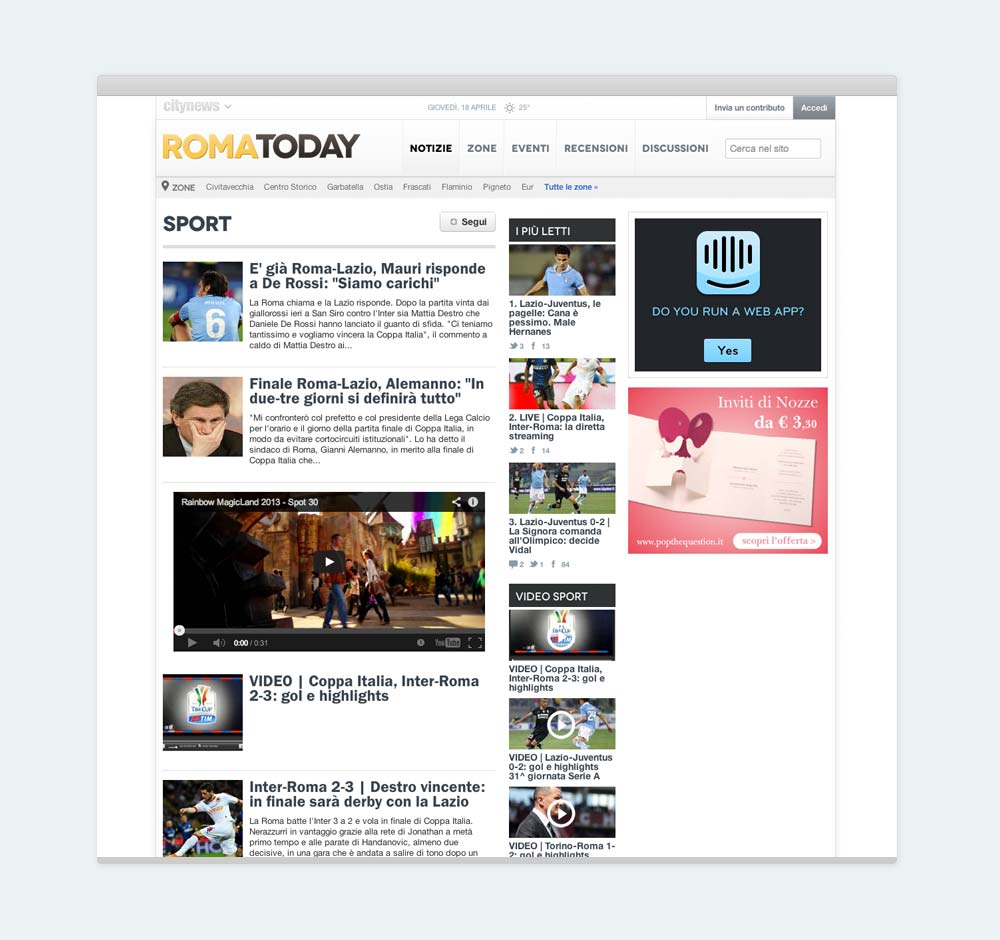 citynews
GIOVEDÌ, 18 APRILE 25°
Invia un contributo
Accedi
ROMATODAY
NOTIZIE
ZONE
EVENTI
RECENSIONI
DISCUSSIONI
Cerca nel sito
ZONE
Civitavecchia
Centro Storico
Garbatella
Ostia
Frascati
Flaminio
Pigneto
Eur
Tutte le zone »
SPORT
Segui
MAURI
6
E' già Roma-Lazio, Mauri risponde
a De Rossi: "Siamo carichi"
La Roma chiama e la Lazio risponde. Dopo la partita vinta dai
giallorossi ieri a San Siro contro l'Inter sia Mattia Destro che
Daniele De Rossi hanno lanciato il guanto di sfida. "Ci teniamo
tantissimo e vogliamo vincera la Coppa Italia", il commento a
caldo di Mattia Destro ai...
Finale Roma-Lazio, Alemanno: "In
due-tre giorni si definirà tutto"
"Mi confronterò col prefetto e col presidente della Lega Calcio
per l'orario e il giorno della partita finale di Coppa Italia, in
modo da evitare cortocircuiti istituzionali". Lo ha detto il
sindaco di Roma, Gianni Alemanno, in merito alla finale di
Coppa Italia che...
Rainbow MagicLand 2013 - Spot 30
0:00 / 0:31
YouTube
TIM CUP
TIM
VIDEO | Coppa Italia, Inter-Roma
2-3: gol e highlights
Inter-Roma 2-3 | Destro vincente:
in finale sarà derby con la Lazio
La Roma batte l'Inter 3 a 2 e vola in finale di Coppa Italia.
Nerazzurri in vantaggio grazie alla rete di Jonathan a metà
primo tempo e alle parate di Handanovic, almeno due
decisive, in una gara che è andata a salire di tono dopo un
I PIÙ LETTI
1. Lazio-Juventus, le
pagelle: Cana è
pessimo. Male
Hernanes
3 13
2. LIVE | Coppa Italia,
Inter-Roma: la diretta
streaming
2 14
3. Lazio-Juventus 0-2 |
La Signora comanda
all'Olimpico: decide
Vidal
2 1 84
VIDEO SPORT
TIM CUP
VIDEO | Coppa Italia,
Inter-Roma 2-3: gol e
highlights
VIDEO | Lazio-Juventus
0-2: gol e highlights
31^ giornata Serie A
VIDEO | Torino-Roma 1-
2: gol e highlights
DO YOU RUN A WEB APP?
Yes
Inviti di Nozze
da € 3,30
www.popthequestion.it
scopri l'offerta >